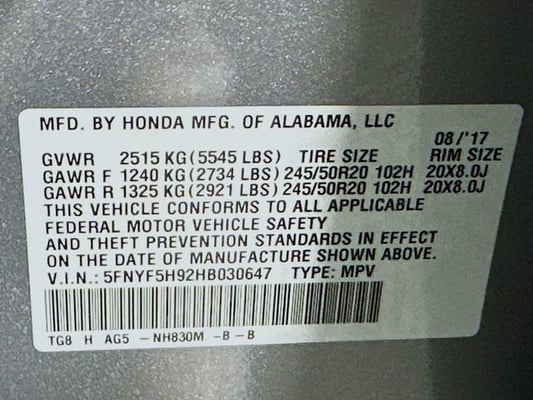 MFD. BY HONDA MFG. OF ALABAMA, LLC
08/'17
GVWR 2515 KG (5545 LBS) TIRE SIZE RIM SIZE
GAWR F 1240 KG (2734 LBS) 245/50R20 102H 20X8.0J
GAWR R 1325 KG (2921 LBS) 245/50R20 102H 20X8.0J
THIS VEHICLE CONFORMS TO ALL APPLICABLE
FEDERAL MOTOR VEHICLE SAFETY
AND THEFT PREVENTION STANDARDS IN EFFECT
ON THE DATE OF MANUFACTURE SHOWN ABOVE.
V.I.N.: 5FNYF5H92HB030647 TYPE: MPV
TG8 H AG5 -NH830M -B-B